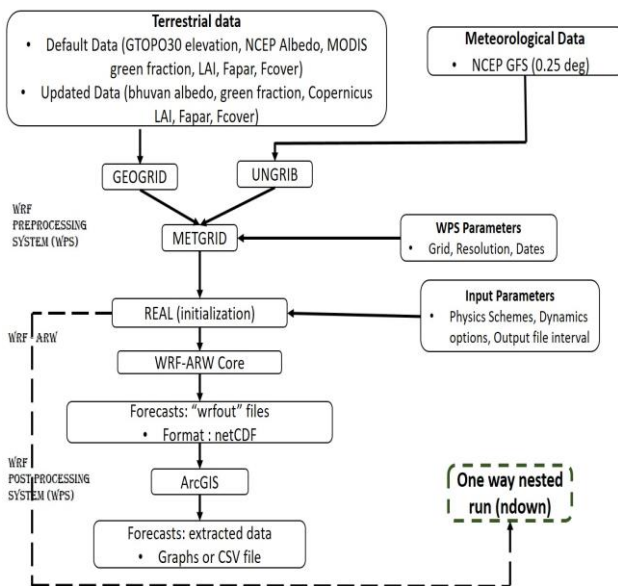 Terrestrial data
• Default Data (GTOPO30 elevation, NCEP Albedo, MODIS
green fraction, LAI, Fapar, Fcover)
• Updated Data (bhuvan albedo, green fraction, Copernicus
LAI, Fapar, Fcover)
Meteorological Data
• NCEP GFS (0.25 deg)
GEOGRID
UNGRIB
WRF
PREPROCESSING
SYSTEM (WPS)
METGRID
WPS Parameters
• Grid, Resolution, Dates
REAL (initialization)
Input Parameters
• Physics Schemes, Dynamics
options, Output file interval
WRF-ARW
WRF-ARW Core
Forecasts: “wrfout” files
• Format : netCDF
WRF
POST PROCESSING
SYSTEM (WPS)
ArcGIS
One way nested
run (ndown)
Forecasts: extracted data
• Graphs or CSV file